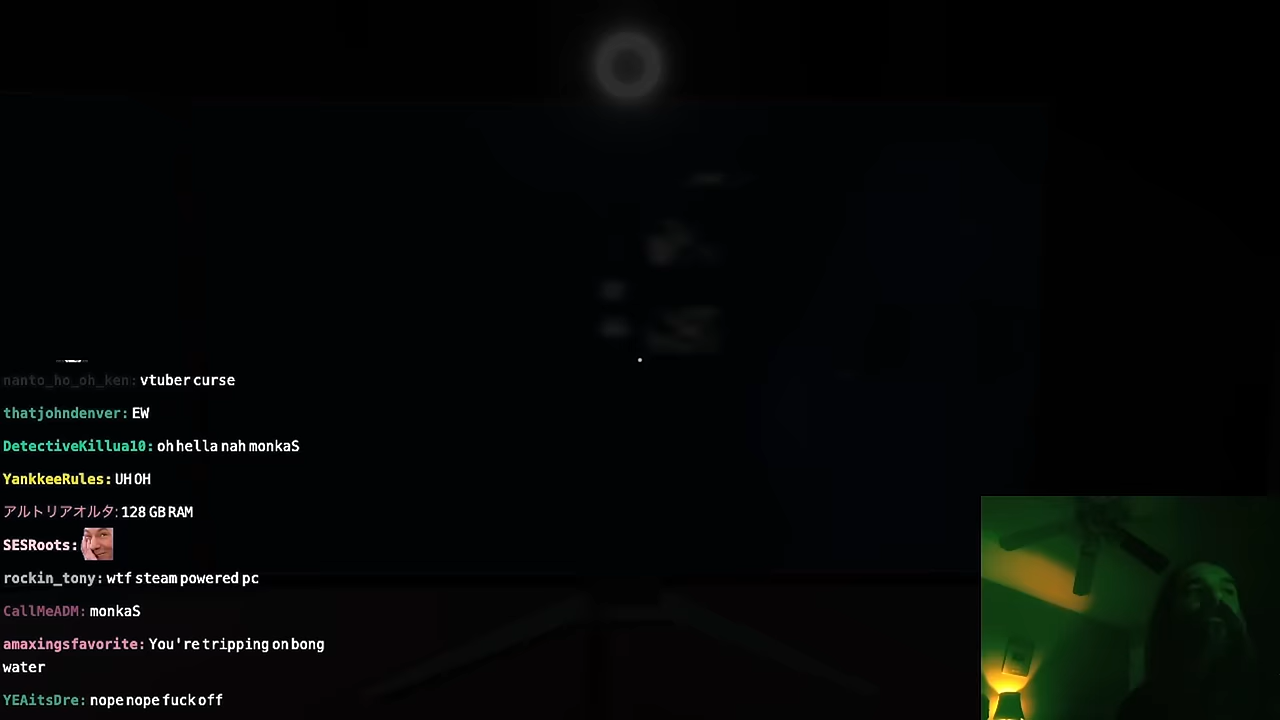 nanto_ho_oh_ken: vtuber curse
thatjohndenver: EW
DetectiveKillua10: oh hella nah monkaS
YankkeeRules: UH OH
アルトリアオルタ: 128 GB RAM
SESRoots:
rockin_tony: wtf steam powered pc
CallMeADM: monkaS
amaxingsfavorite: You're tripping on bong
water
YEAitsDre: nope nope fuck off